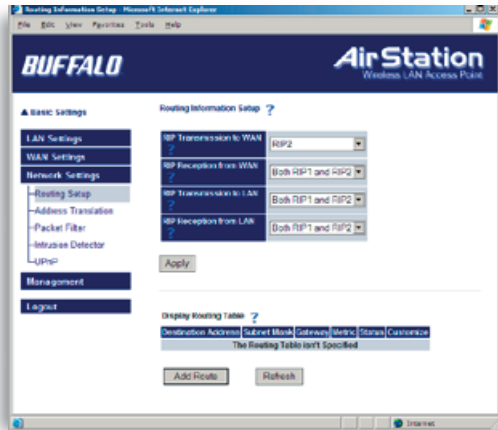 Routing Information Setup - Microsoft Internet Explorer
File Edit View Favorites Tools Help
BUFFALO
AirStation
Wireless LAN Access Point
Basic Settings
LAN Settings
WAN Settings
Network Settings
Routing Setup
Address Translation
Packet Filter
Intrusion Detector
UPnP
Management
Logout
Routing Information Setup ?
RIP Transmission to WAN ? RIP2
RIP Reception from WAN ? Both RIP1 and RIP2
RIP Transmission to LAN ? Both RIP1 and RIP2
RIP Reception from LAN ? Both RIP1 and RIP2
Apply
Display Routing Table ?
Destination Address Subnet Mask Gateway Metric Status Customize
The Routing Table isn't Specified
Add Route Refresh
Internet